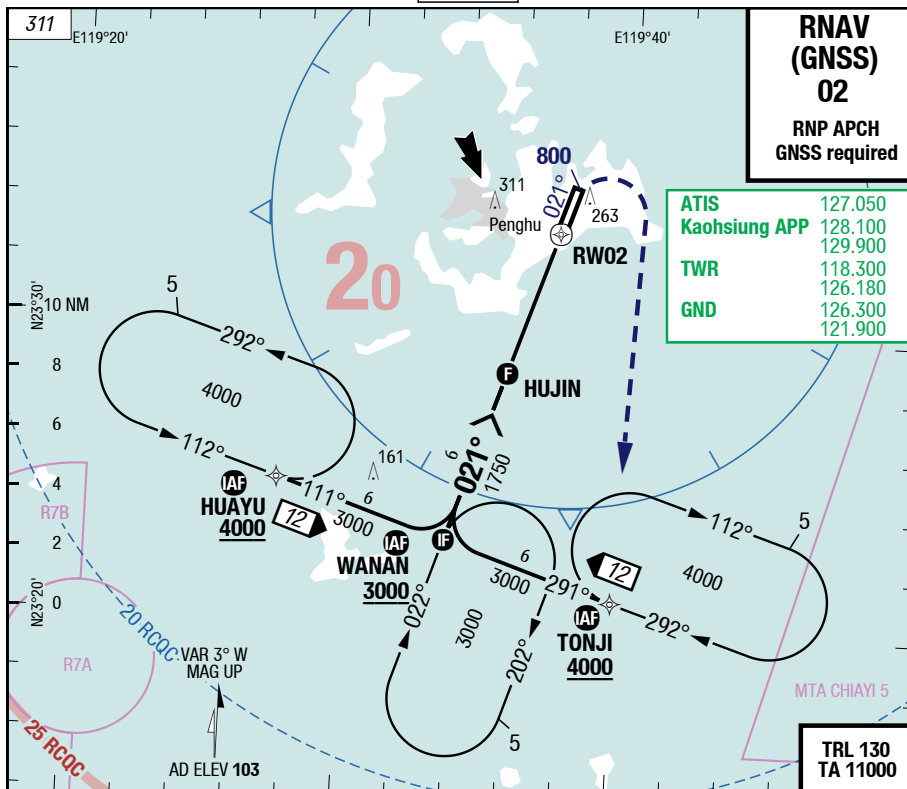 311
E119°20'
E119°40'
RNAV
(GNSS)
02
RNP APCH
GNSS required
800
021°
311
Penghu
263
RW02
ATIS 127.050
Kaohsiung APP 128.100
129.900
TWR 118.300
126.180
GND 126.300
121.900
20
N23°30'
10 NM
5
292°
8
4000
HUJIN
F
6
112°
161
6
021°
1750
4
IAF
HUAYU
4000
111°
6
3000
12
R7B
112°
5
2
IAF
WANAN
3000
IF
6
3000
291°
12
4000
N23°20'
0
022°
3000
202°
IAF
TONJI
4000
292°
20 RCQC
R7A
VAR 3° W
MAG UP
MTA CHIAYI 5
5
25 RCQC
AD ELEV 103
TRL 130
TA 11000